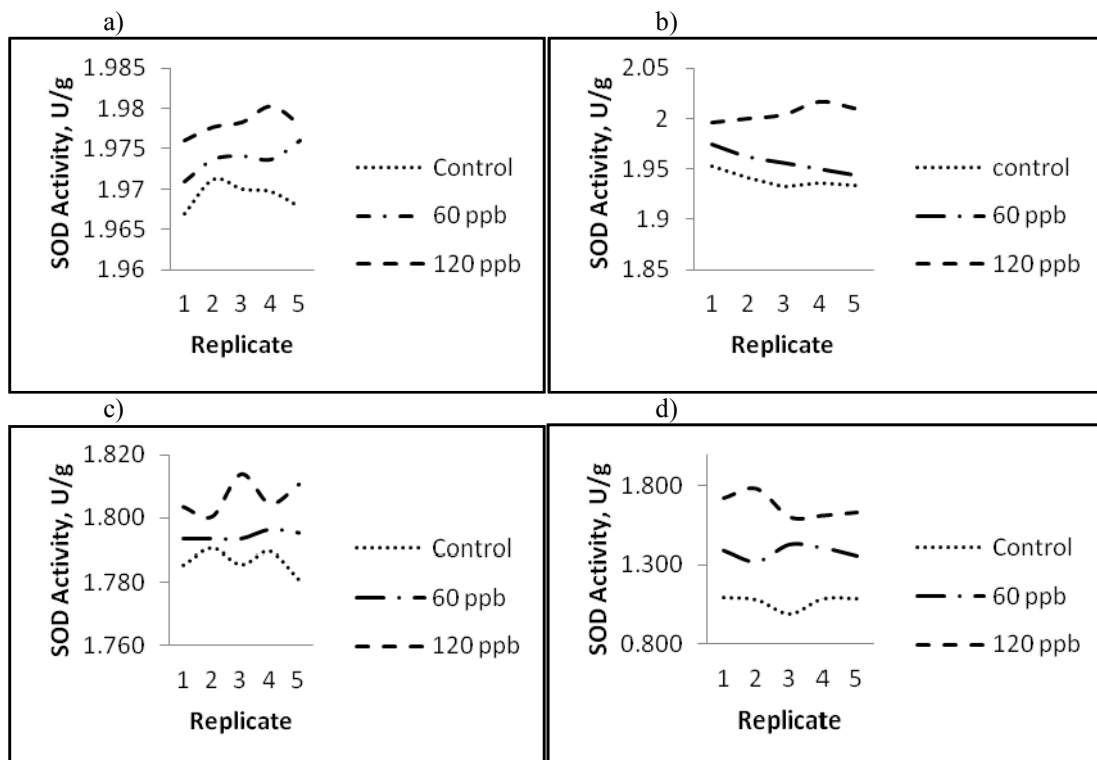 a)
SOD Activity, U/g
1.985
1.98
1.975
1.97
1.965
1.96
1 2 3 4 5
Replicate
Control
60 ppb
120 ppb
b)
SOD Activity, U/g
2.05
2
1.95
1.9
1.85
1 2 3 4 5
Replicate
control
60 ppb
120 ppb
c)
SOD Activity, U/g
1.820
1.800
1.780
1.760
1 2 3 4 5
Replicate
Control
60 ppb
120 ppb
d)
SOD Activity, U/g
1.800
1.300
0.800
1 2 3 4 5
Replicate
Control
60 ppb
120 ppb